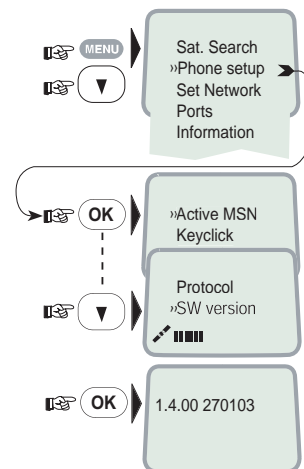 MENU
Sat. Search
»Phone setup
Set Network
Ports
Information
OK
»Active MSN
Keyclick
Protocol
»SW version
OK
1.4.00 270103